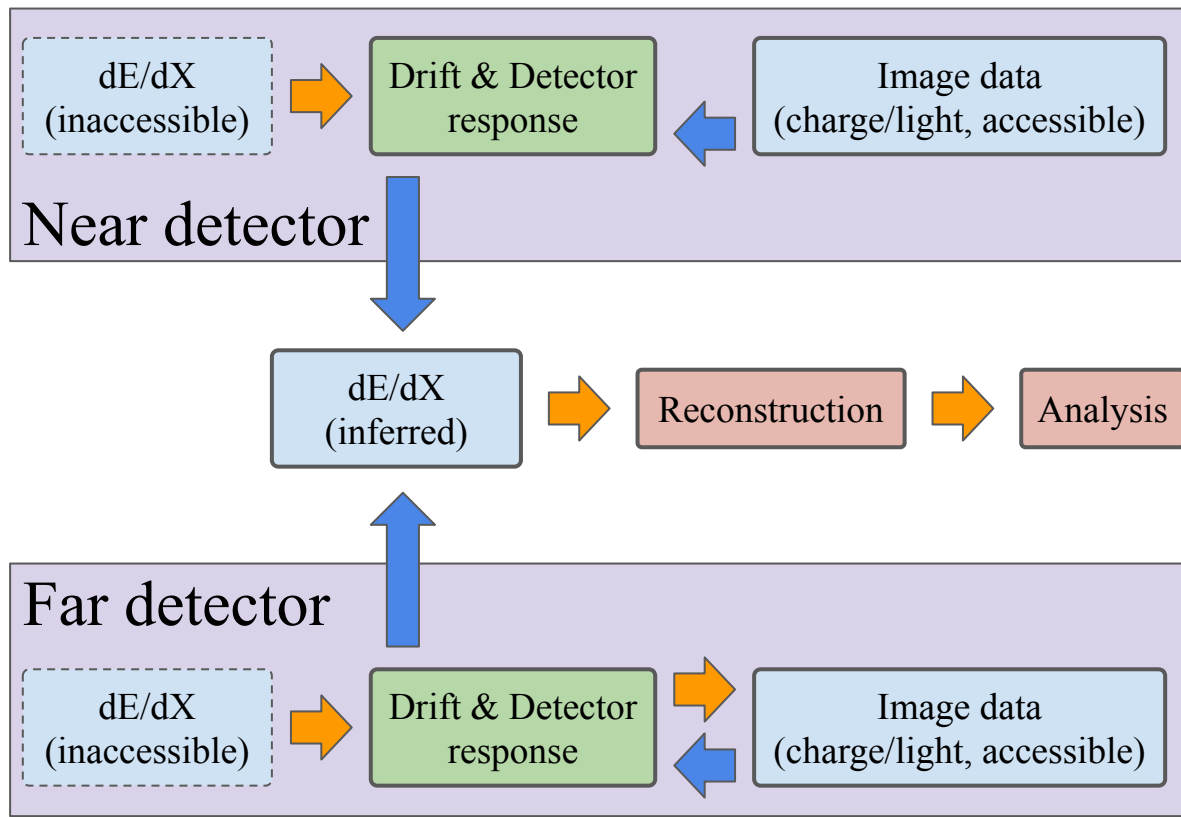 dE/dX
(inaccessible)
Drift & Detector
response
Image data
(charge/light, accessible)
Near detector
dE/dX
(inferred)
Reconstruction
Analysis
Far detector
dE/dX
(inaccessible)
Drift & Detector
response
Image data
(charge/light, accessible)